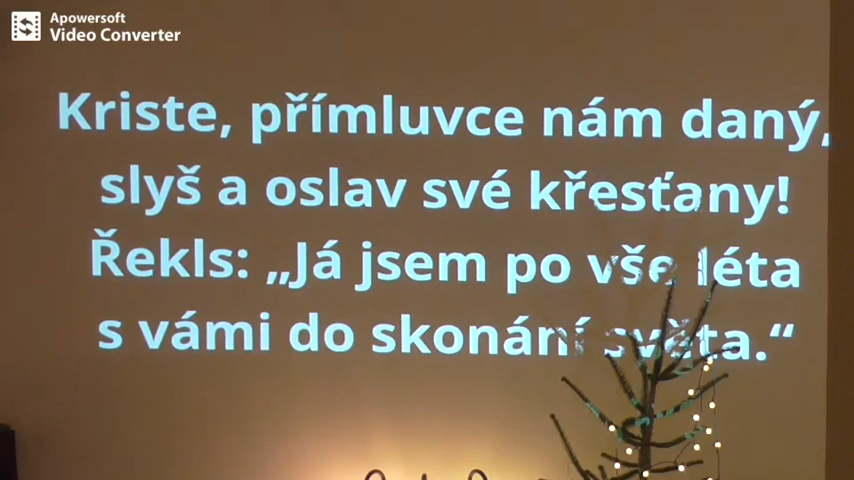 Apowersoft
Video Converter
Kriste, přímluvce nám daný,
slyš a oslav své křesťany!
Řekls: „Já jsem po vše léta
s vámi do skonání světa.“